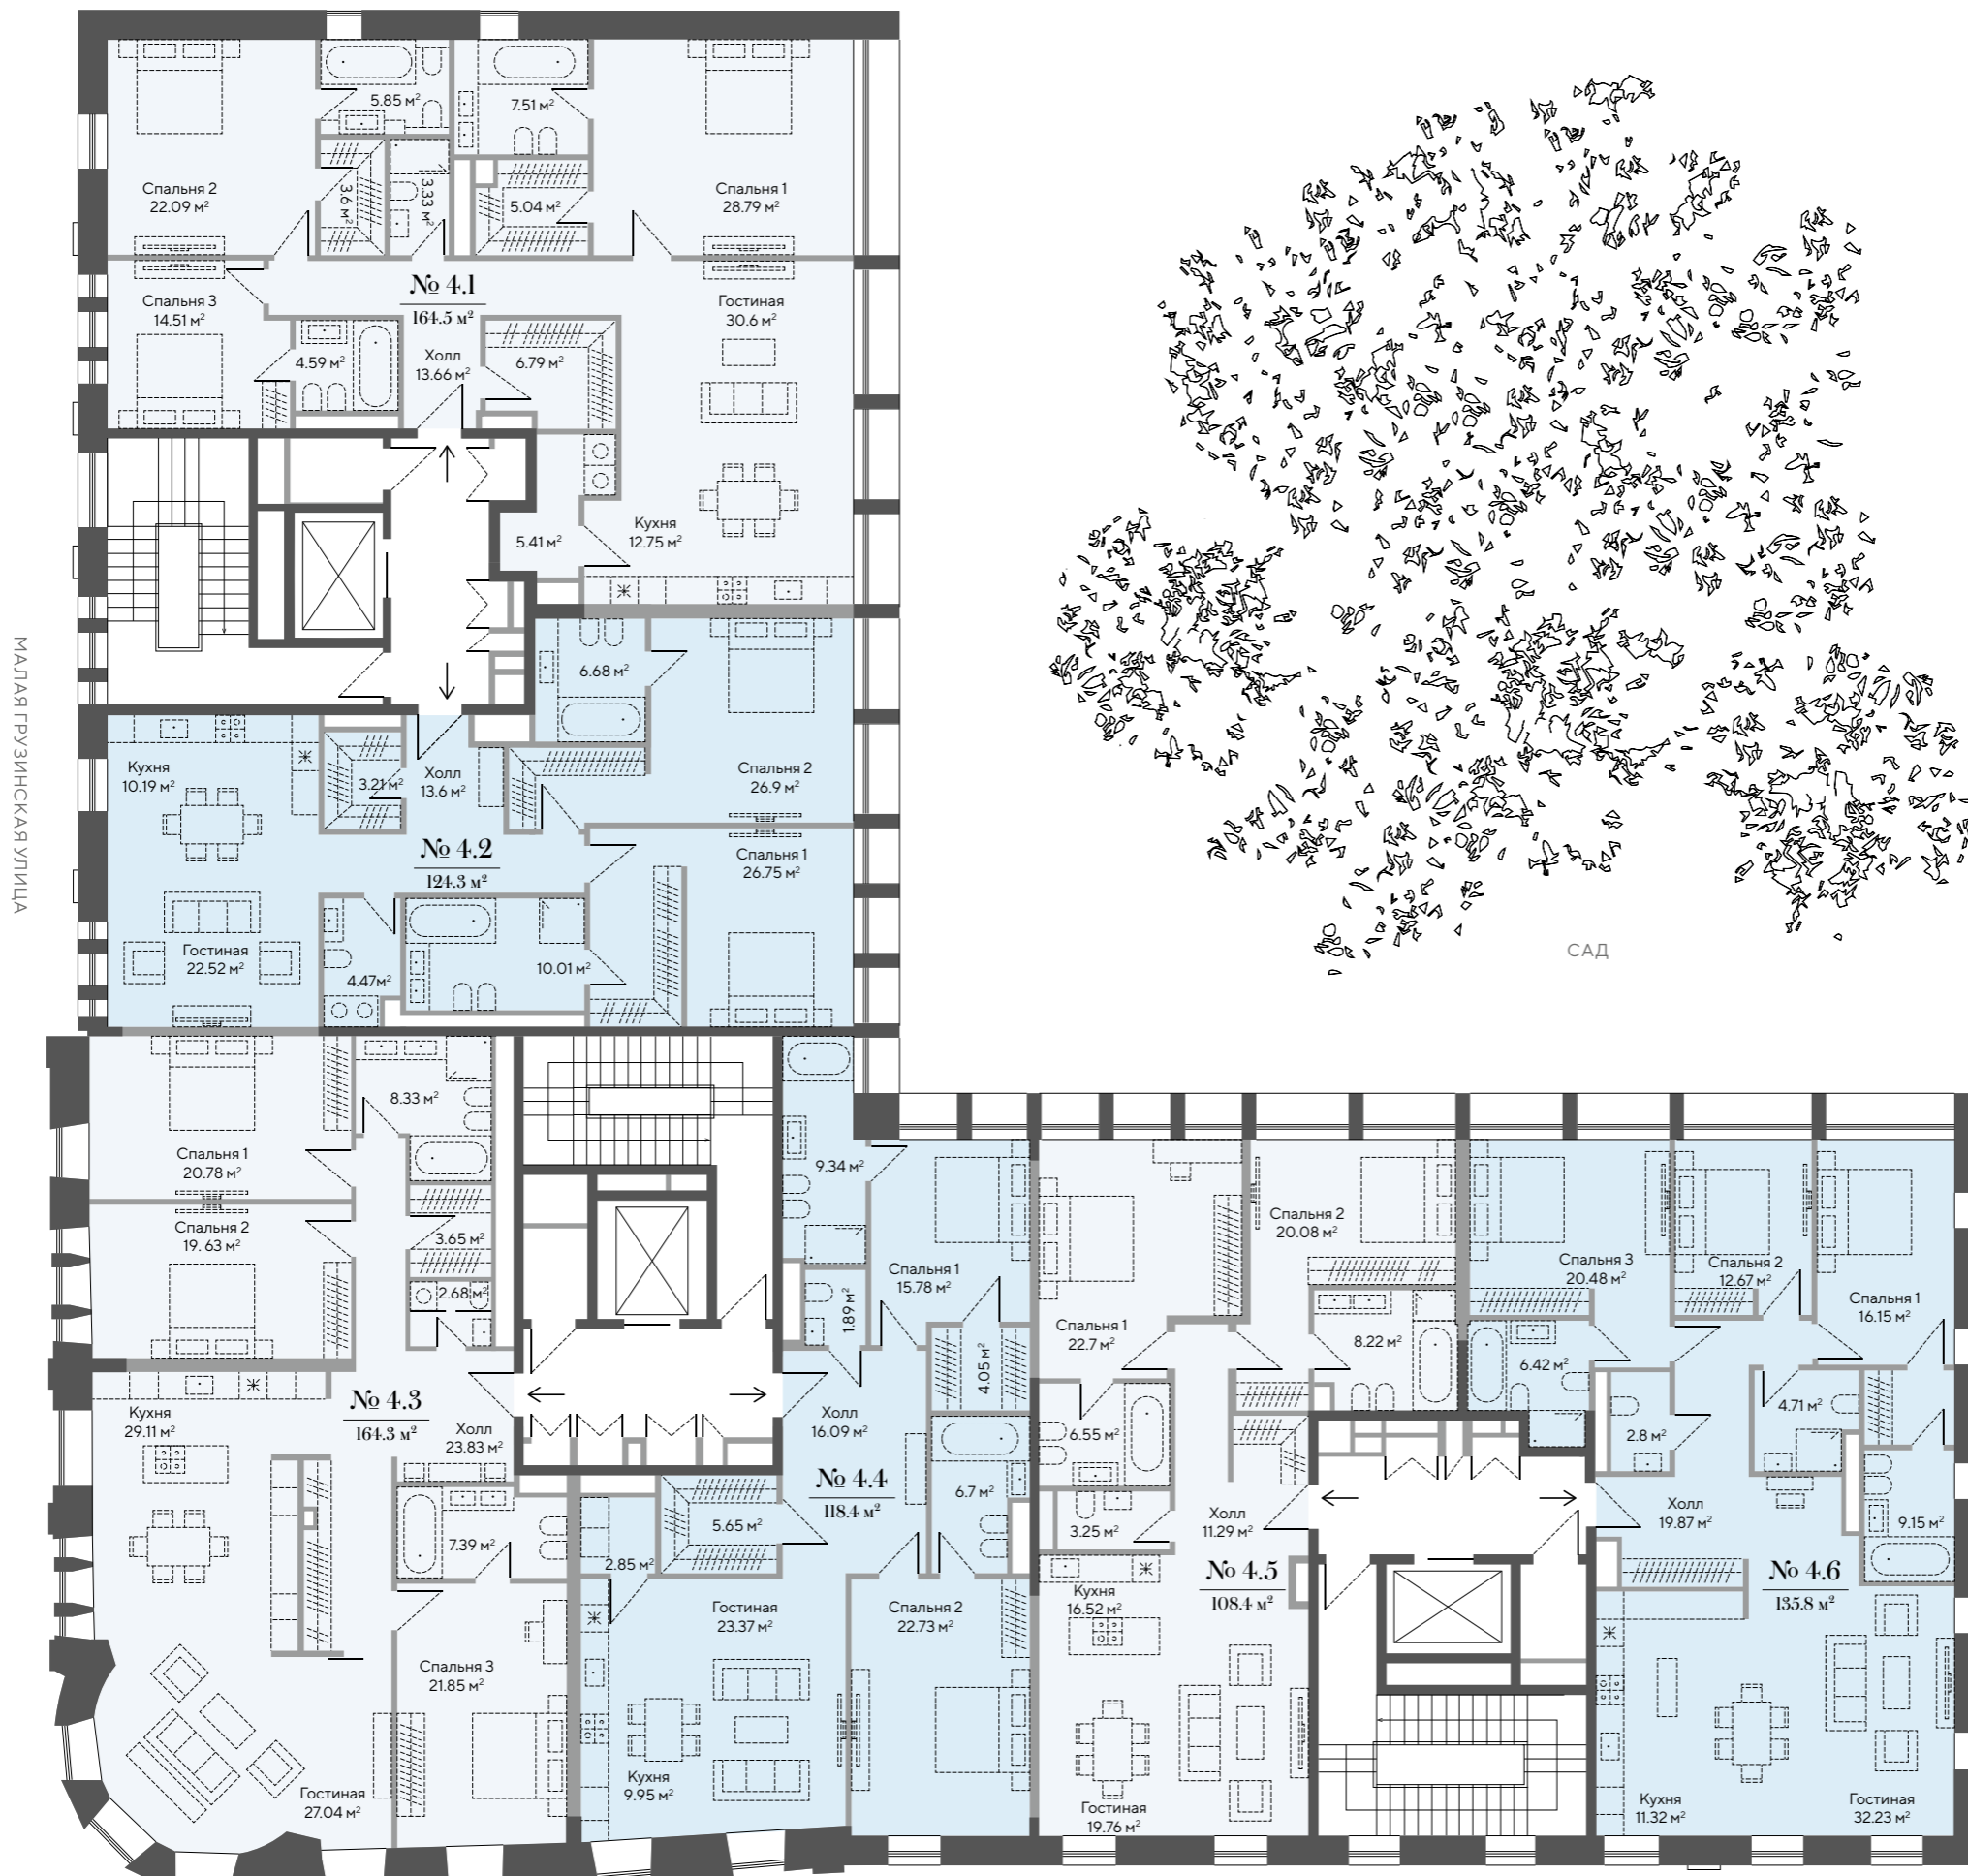 5.85 м²
7.51 м²
Спальня 2
22.09 м²
3.6 м²
3.33 м²
5.04 м²
Спальня 1
28.79 м²
№ 4.1
164.5 м²
Спальня 3
14.51 м²
Гостиная
30.6 м²
4.59 м²
Холл
13.66 м²
6.79 м²
5.41 м²
Кухня
12.75 м²
МАЛАЯ ГРУЗИНСКАЯ УЛИЦА
6.68 м²
Кухня
10.19 м²
3.21 м²
Холл
13.6 м²
Спальня 2
26.9 м²
№ 4.2
124.3 м²
Спальня 1
26.75 м²
Гостиная
22.52 м²
4.47м²
10.01 м²
САД
8.33 м²
Спальня 1
20.78 м²
Спальня 2
19. 63 м²
3.65 м²
2.68 м²
№ 4.3
164.3 м²
Кухня
29.11 м²
Холл
23.83 м²
7.39 м²
Спальня 3
21.85 м²
Гостиная
27.04 м²
9.34 м²
Спальня 1
15.78 м²
1.89 м²
4.05 м²
Холл
16.09 м²
№ 4.4
118.4 м²
6.7 м²
5.65 м²
2.85 м²
Гостиная
23.37 м²
Спальня 2
22.73 м²
Кухня
9.95 м²
Спальня 2
20.08 м²
Спальня 1
22.7 м²
8.22 м²
6.55 м²
3.25 м²
Холл
11.29 м²
№ 4.5
108.4 м²
Кухня
16.52 м²
Гостиная
19.76 м²
Спальня 3
20.48 м²
Спальня 2
12.67 м²
Спальня 1
16.15 м²
6.42 м²
2.8 м²
4.71 м²
Холл
19.87 м²
9.15 м²
№ 4.6
135.8 м²
Кухня
11.32 м²
Гостиная
32.23 м²